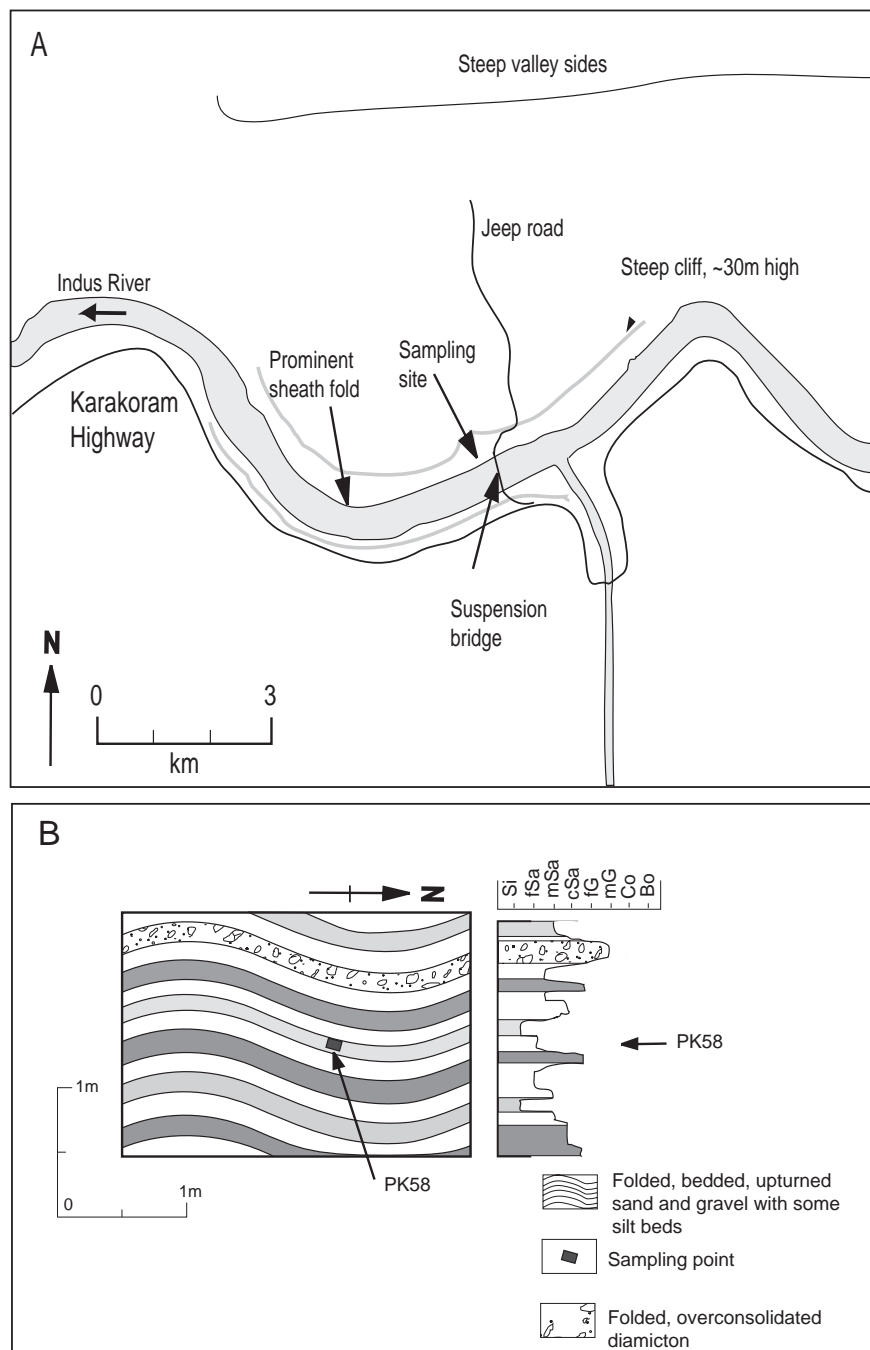 A
Steep valley sides
Jeep road
Steep cliff, ~30m high
Indus River
Sampling
site
Prominent
sheath fold
Karakoram
Highway
Suspension
bridge
N
0
3
km
B
N
Si
fSa
mSa
cSa
fG
mG
Co
Bo
PK58
1m
0
1m
PK58
Folded, bedded, upturned
sand and gravel with some
silt beds
Sampling point
Folded, overconsolidated
diamicton